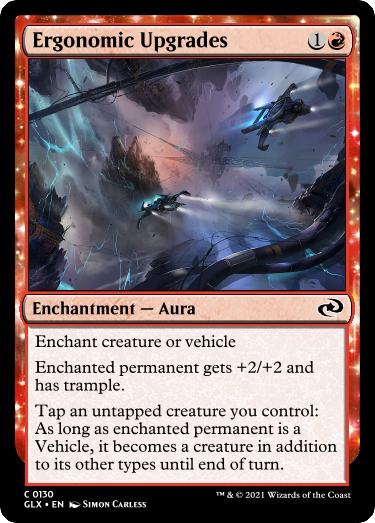 Ergonomic Upgrades 1
Enchantment — Aura
Enchant creature or vehicle
Enchanted permanent gets +2/+2 and
has trample.
Tap an untapped creature you control:
As long as enchanted permanent is a
Vehicle, it becomes a creature in addition
to its other types until end of turn.
C 0130
GLX • EN SIMON CARLESS ™ & © 2021 Wizards of the Coast